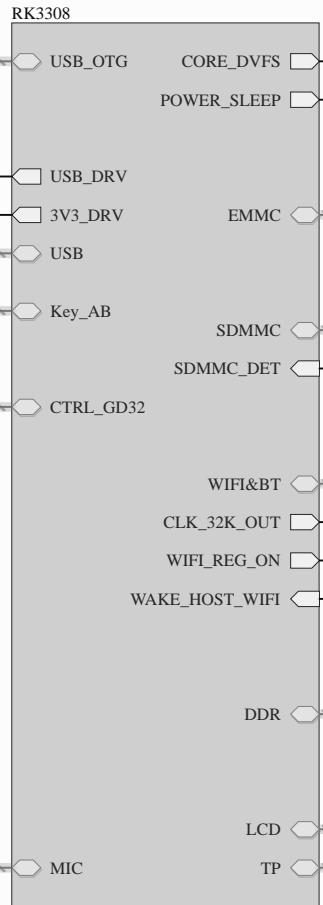 RK3308
USB_OTG CORE_DVFS
POWER_SLEEP
USB_DRV
3V3_DRV EMMC
USB
Key_AB
SDMMC
SDMMC_DET
CTRL_GD32
WIFI&BT
CLK_32K_OUT
WIFI_REG_ON
WAKE_HOST_WIFI
DDR
LCD
MIC TP